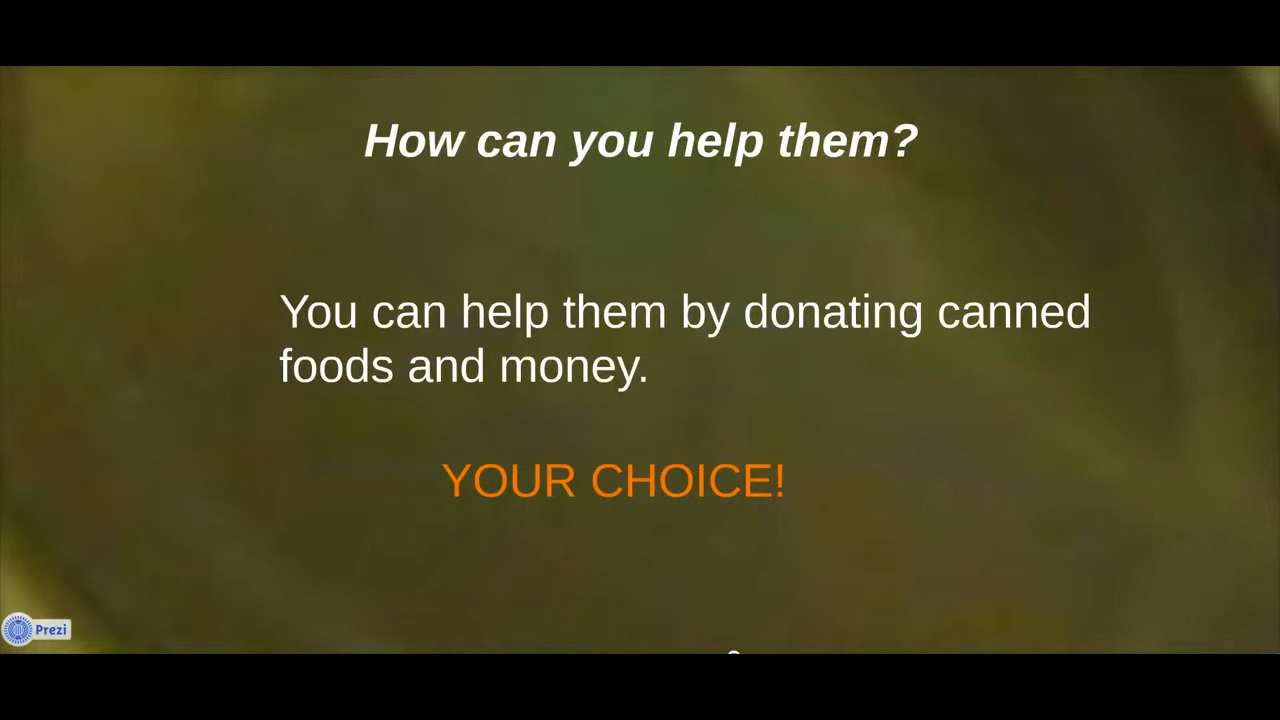 How can you help them?
You can help them by donating canned
foods and money.
YOUR CHOICE!
Prezi